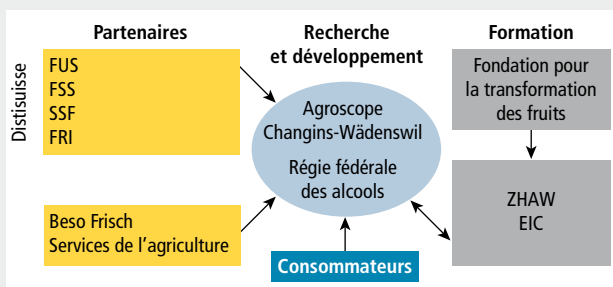 Partenaires
Recherche
et développement
Formation
Distisuisse
FUS
FSS
SSF
FRI
Agroscope
Changins-Wädenswil
Régie fédérale
des alcools
Fondation pour
la transformation
des fruits
Beso Frisch
Services de l'agriculture
Consommateurs
ZHAW
EIC